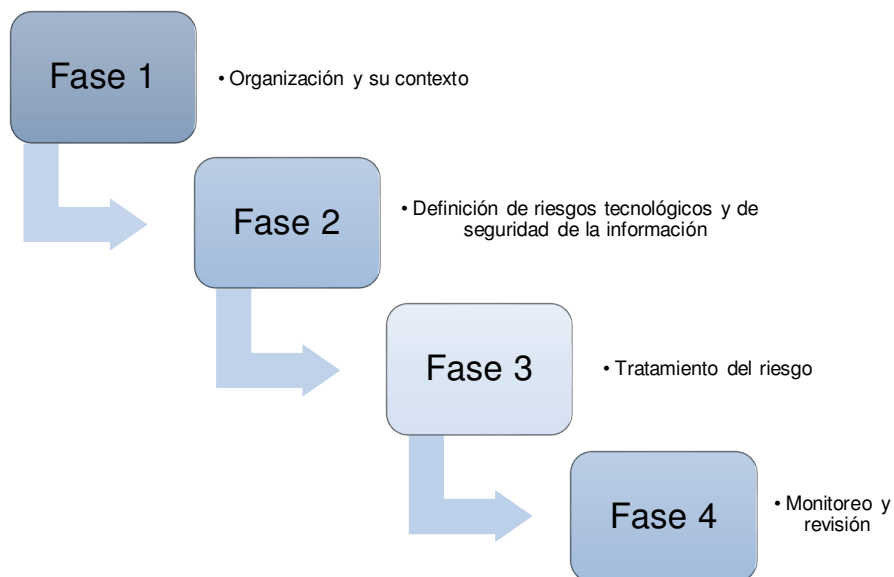 Fase 1
• Organización y su contexto
Fase 2
• Definición de riesgos tecnológicos y de
seguridad de la información
Fase 3
• Tratamiento del riesgo
Fase 4
• Monitoreo y
revisión